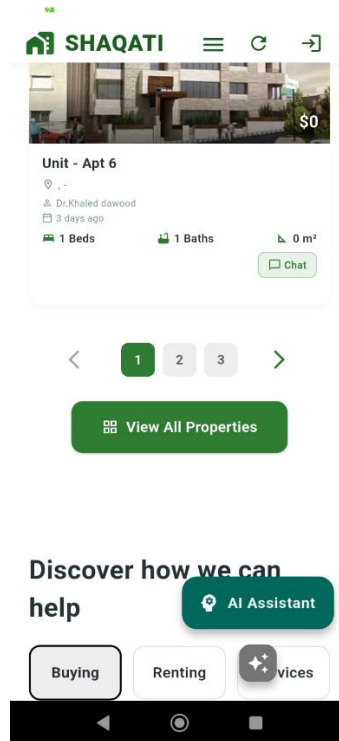 SHAQATI
$0
Unit - Apt 6
, -
Dr.Khaled dawood
3 days ago
1 Beds 1 Baths 0 m²
Chat
1 2 3
View All Properties
Discover how we can
help
AI Assistant
Buying Renting vices